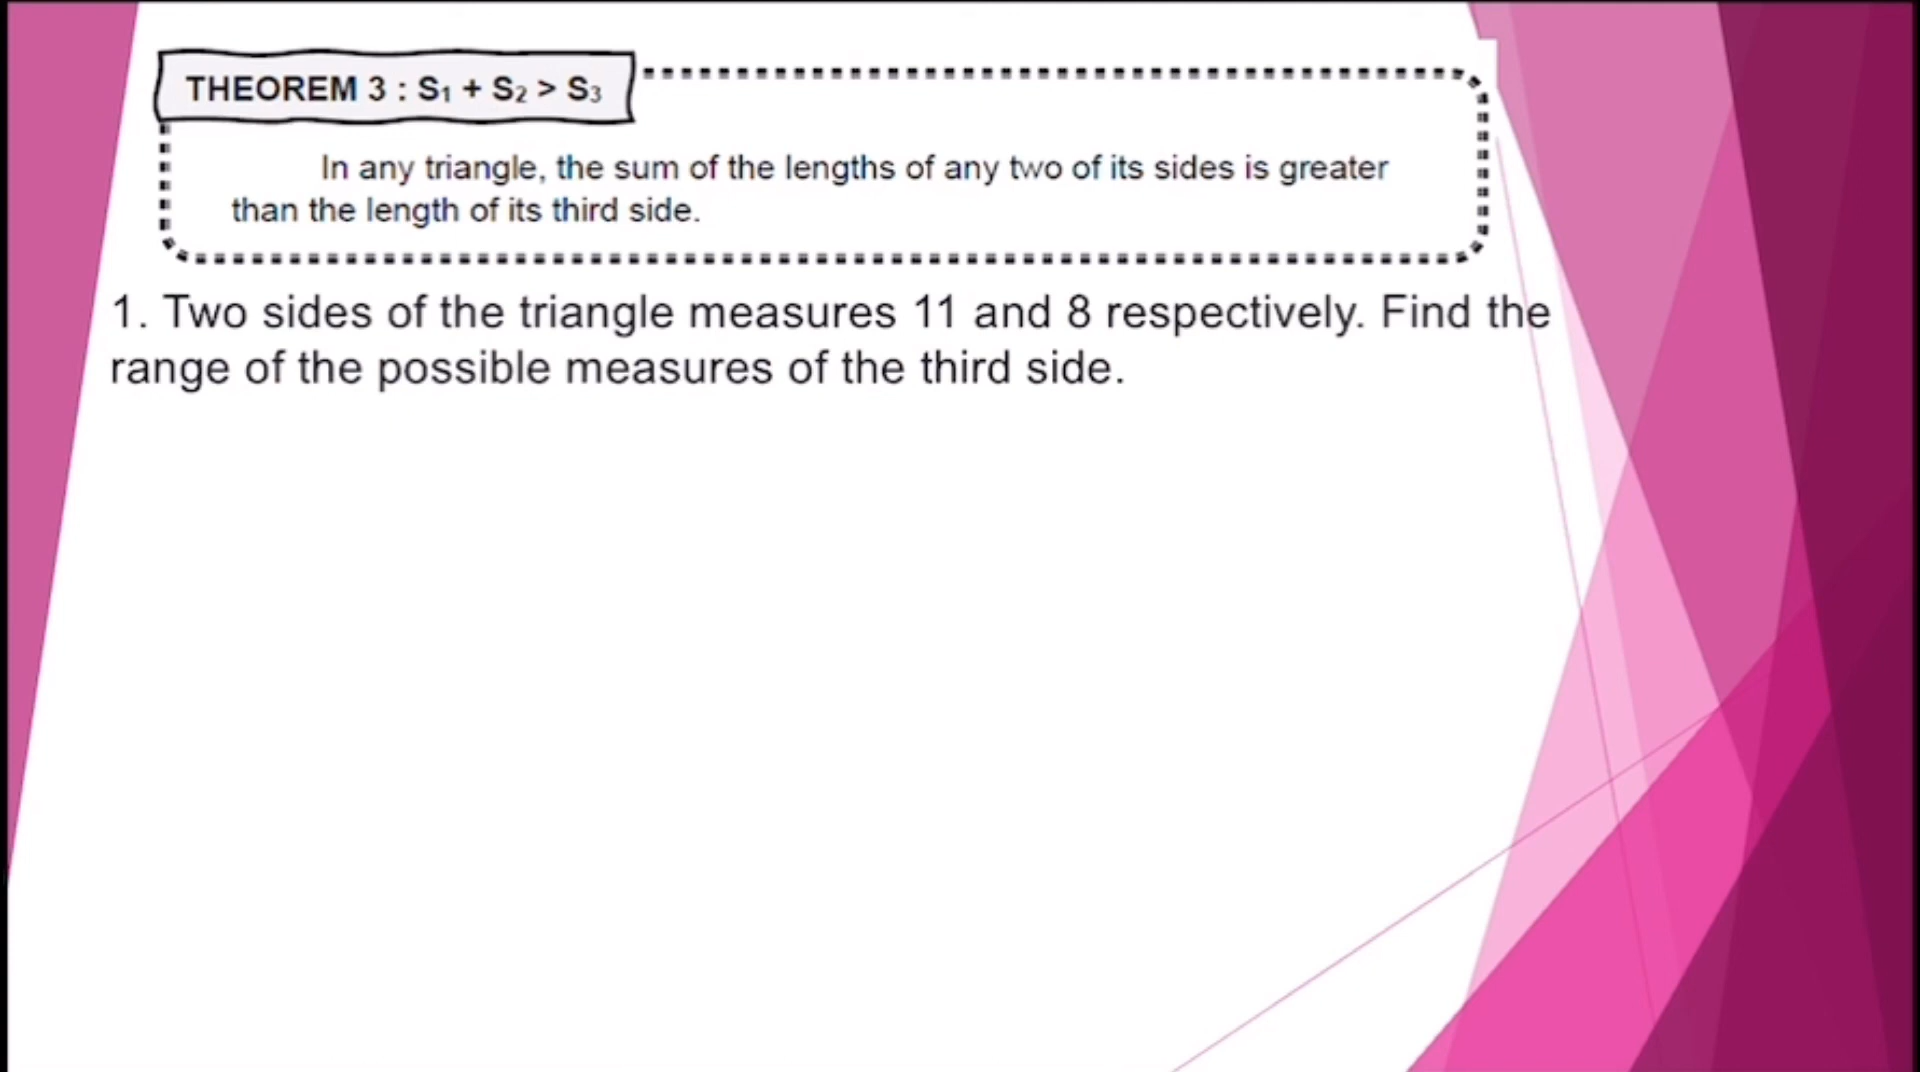 THEOREM 3 : S₁ + S₂ > S₃
In any triangle, the sum of the lengths of any two of its sides is greater
than the length of its third side.
1. Two sides of the triangle measures 11 and 8 respectively. Find the
range of the possible measures of the third side.